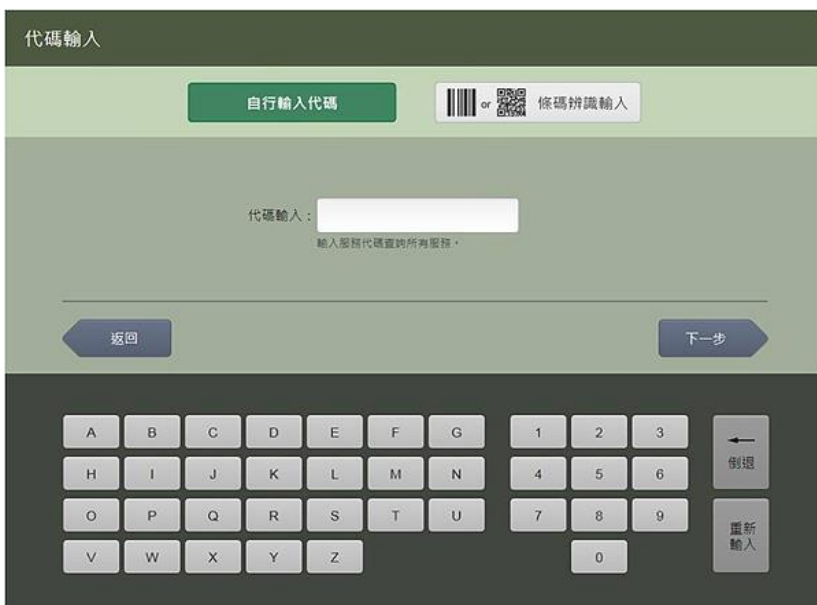 代碼輸入
自行輸入代碼
or 條碼辨識輸入
代碼輸入：
輸入服務代碼查詢所有服務。
返回
下一步
A B C D E F G 1 2 3
← 倒退
H I J K L M N 4 5 6
O P Q R S T U 7 8 9
重新
輸入
V W X Y Z 0